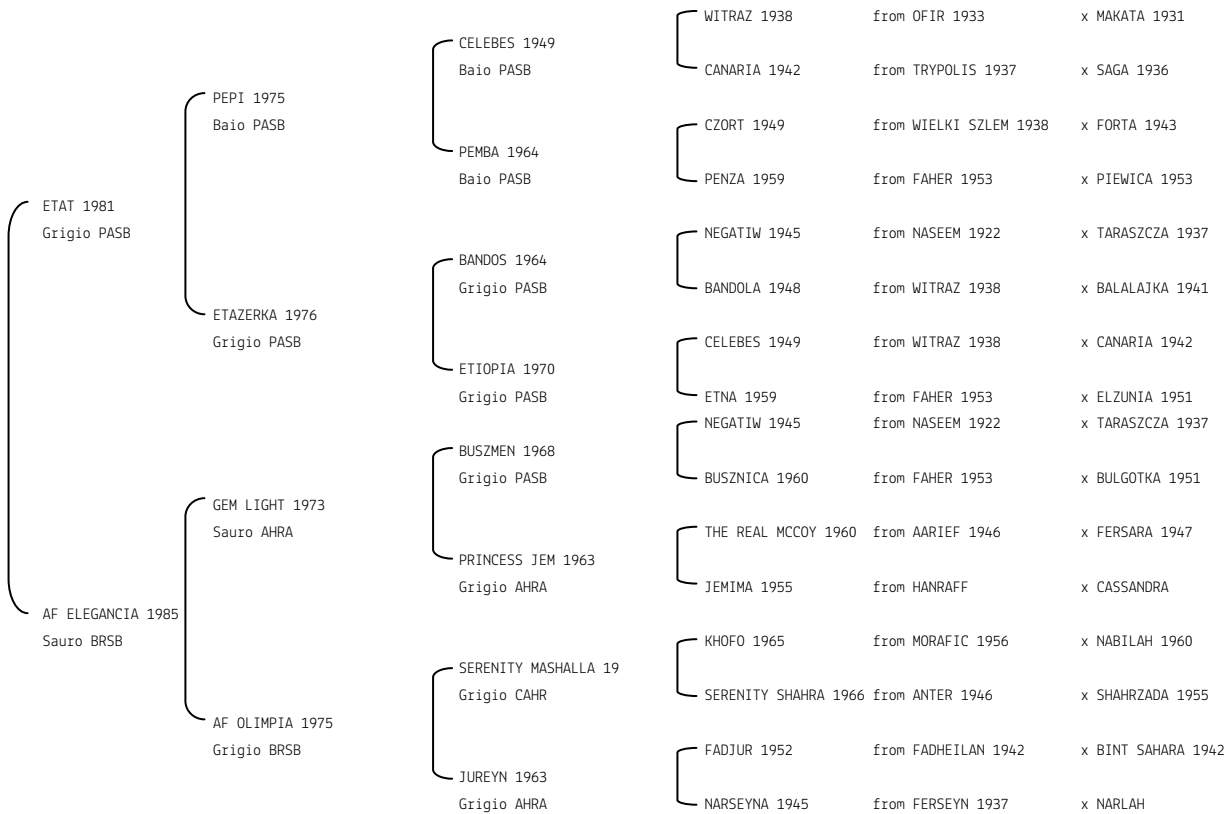 WITRAZ 1938 from OFIR 1933 x MAKATA 1931
CELEBES 1949
Baio PASB
CANARIA 1942 from TRYPOLIS 1937 x SAGA 1936
PEPI 1975
Baio PASB
CZORT 1949 from WIELKI SZLEM 1938 x FORTA 1943
PEMBA 1964
Baio PASB
PENZA 1959 from FAHER 1953 x PIEWICA 1953
ETAT 1981
Grigio PASB
NEGATIW 1945 from NASEEM 1922 x TARASZCZA 1937
BANDOS 1964
Grigio PASB
BANDOLA 1948 from WITRAZ 1938 x BALALAJKA 1941
ETAZERKA 1976
Grigio PASB
CELEBES 1949 from WITRAZ 1938 x CANARIA 1942
ETIOPIA 1970
Grigio PASB
ETNA 1959 from FAHER 1953 x ELZUNIA 1951
NEGATIW 1945 from NASEEM 1922 x TARASZCZA 1937
BUSZMEN 1968
Grigio PASB
BUSZNICA 1960 from FAHER 1953 x BULGOTKA 1951
GEM LIGHT 1973
Sauro AHRA
THE REAL MCCOY 1960 from AARIEF 1946 x FERSARA 1947
PRINCESS JEM 1963
Grigio AHRA
JEMIMA 1955 from HANRAFF x CASSANDRA
AF ELEGANCIA 1985
Sauro BRSB
KHOFO 1965 from MORAFIC 1956 x NABILAH 1960
SERENITY MASHALLA 19
Grigio CAHR
SERENITY SHAHRA 1966 from ANTER 1946 x SHAHRZADA 1955
AF OLIMPIA 1975
Grigio BRSB
FADJUR 1952 from FADHEILAN 1942 x BINT SAHARA 1942
JUREYN 1963
Grigio AHRA
NARSEYNA 1945 from FERSEYN 1937 x NARLAH